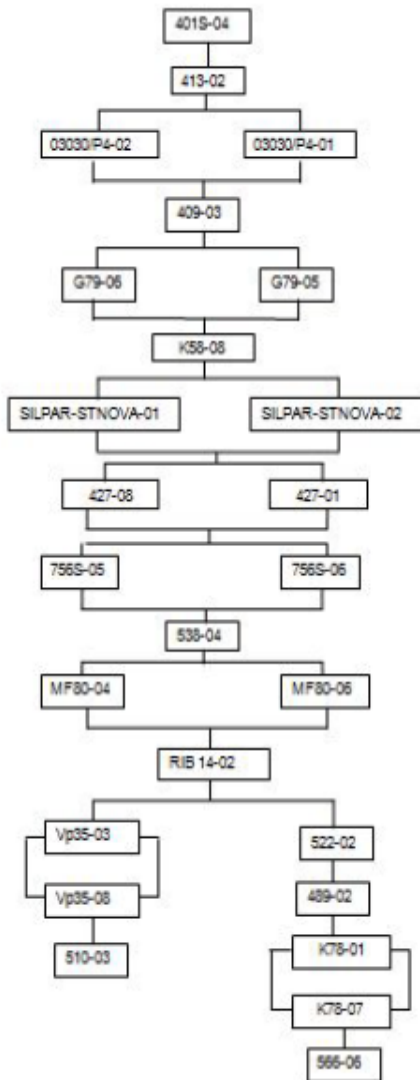 401S-04
413-02
03030/P4-02 03030/P4-01
409-03
G79-06 G79-05
K58-08
SILPAR-STNOVA-01 SILPAR-STNOVA-02
427-08 427-01
756S-05 756S-06
538-04
MF80-04 MF80-06
RIB 14-02
Vp35-03
522-02
Vp35-08
489-02
510-03
K78-01
K78-07
566-06